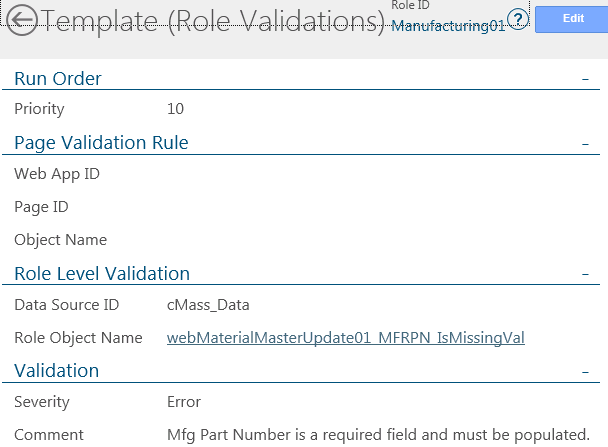 Template (Role Validations)
Role ID
Manufacturing01
?
Edit
Run Order
Priority 10
Page Validation Rule
Web App ID
Page ID
Object Name
Role Level Validation
Data Source ID cMass_Data
Role Object Name webMaterialMasterUpdate01_MFRPN_IsMissingVal
Validation
Severity Error
Comment Mfg Part Number is a required field and must be populated.